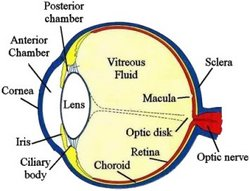 Posterior
chamber
Anterior
Chamber
Vitreous
Fluid
Sclera
Cornea
Lens
Macula
Optic disk
Iris
Retina
Optic nerve
Ciliary
body
Choroid